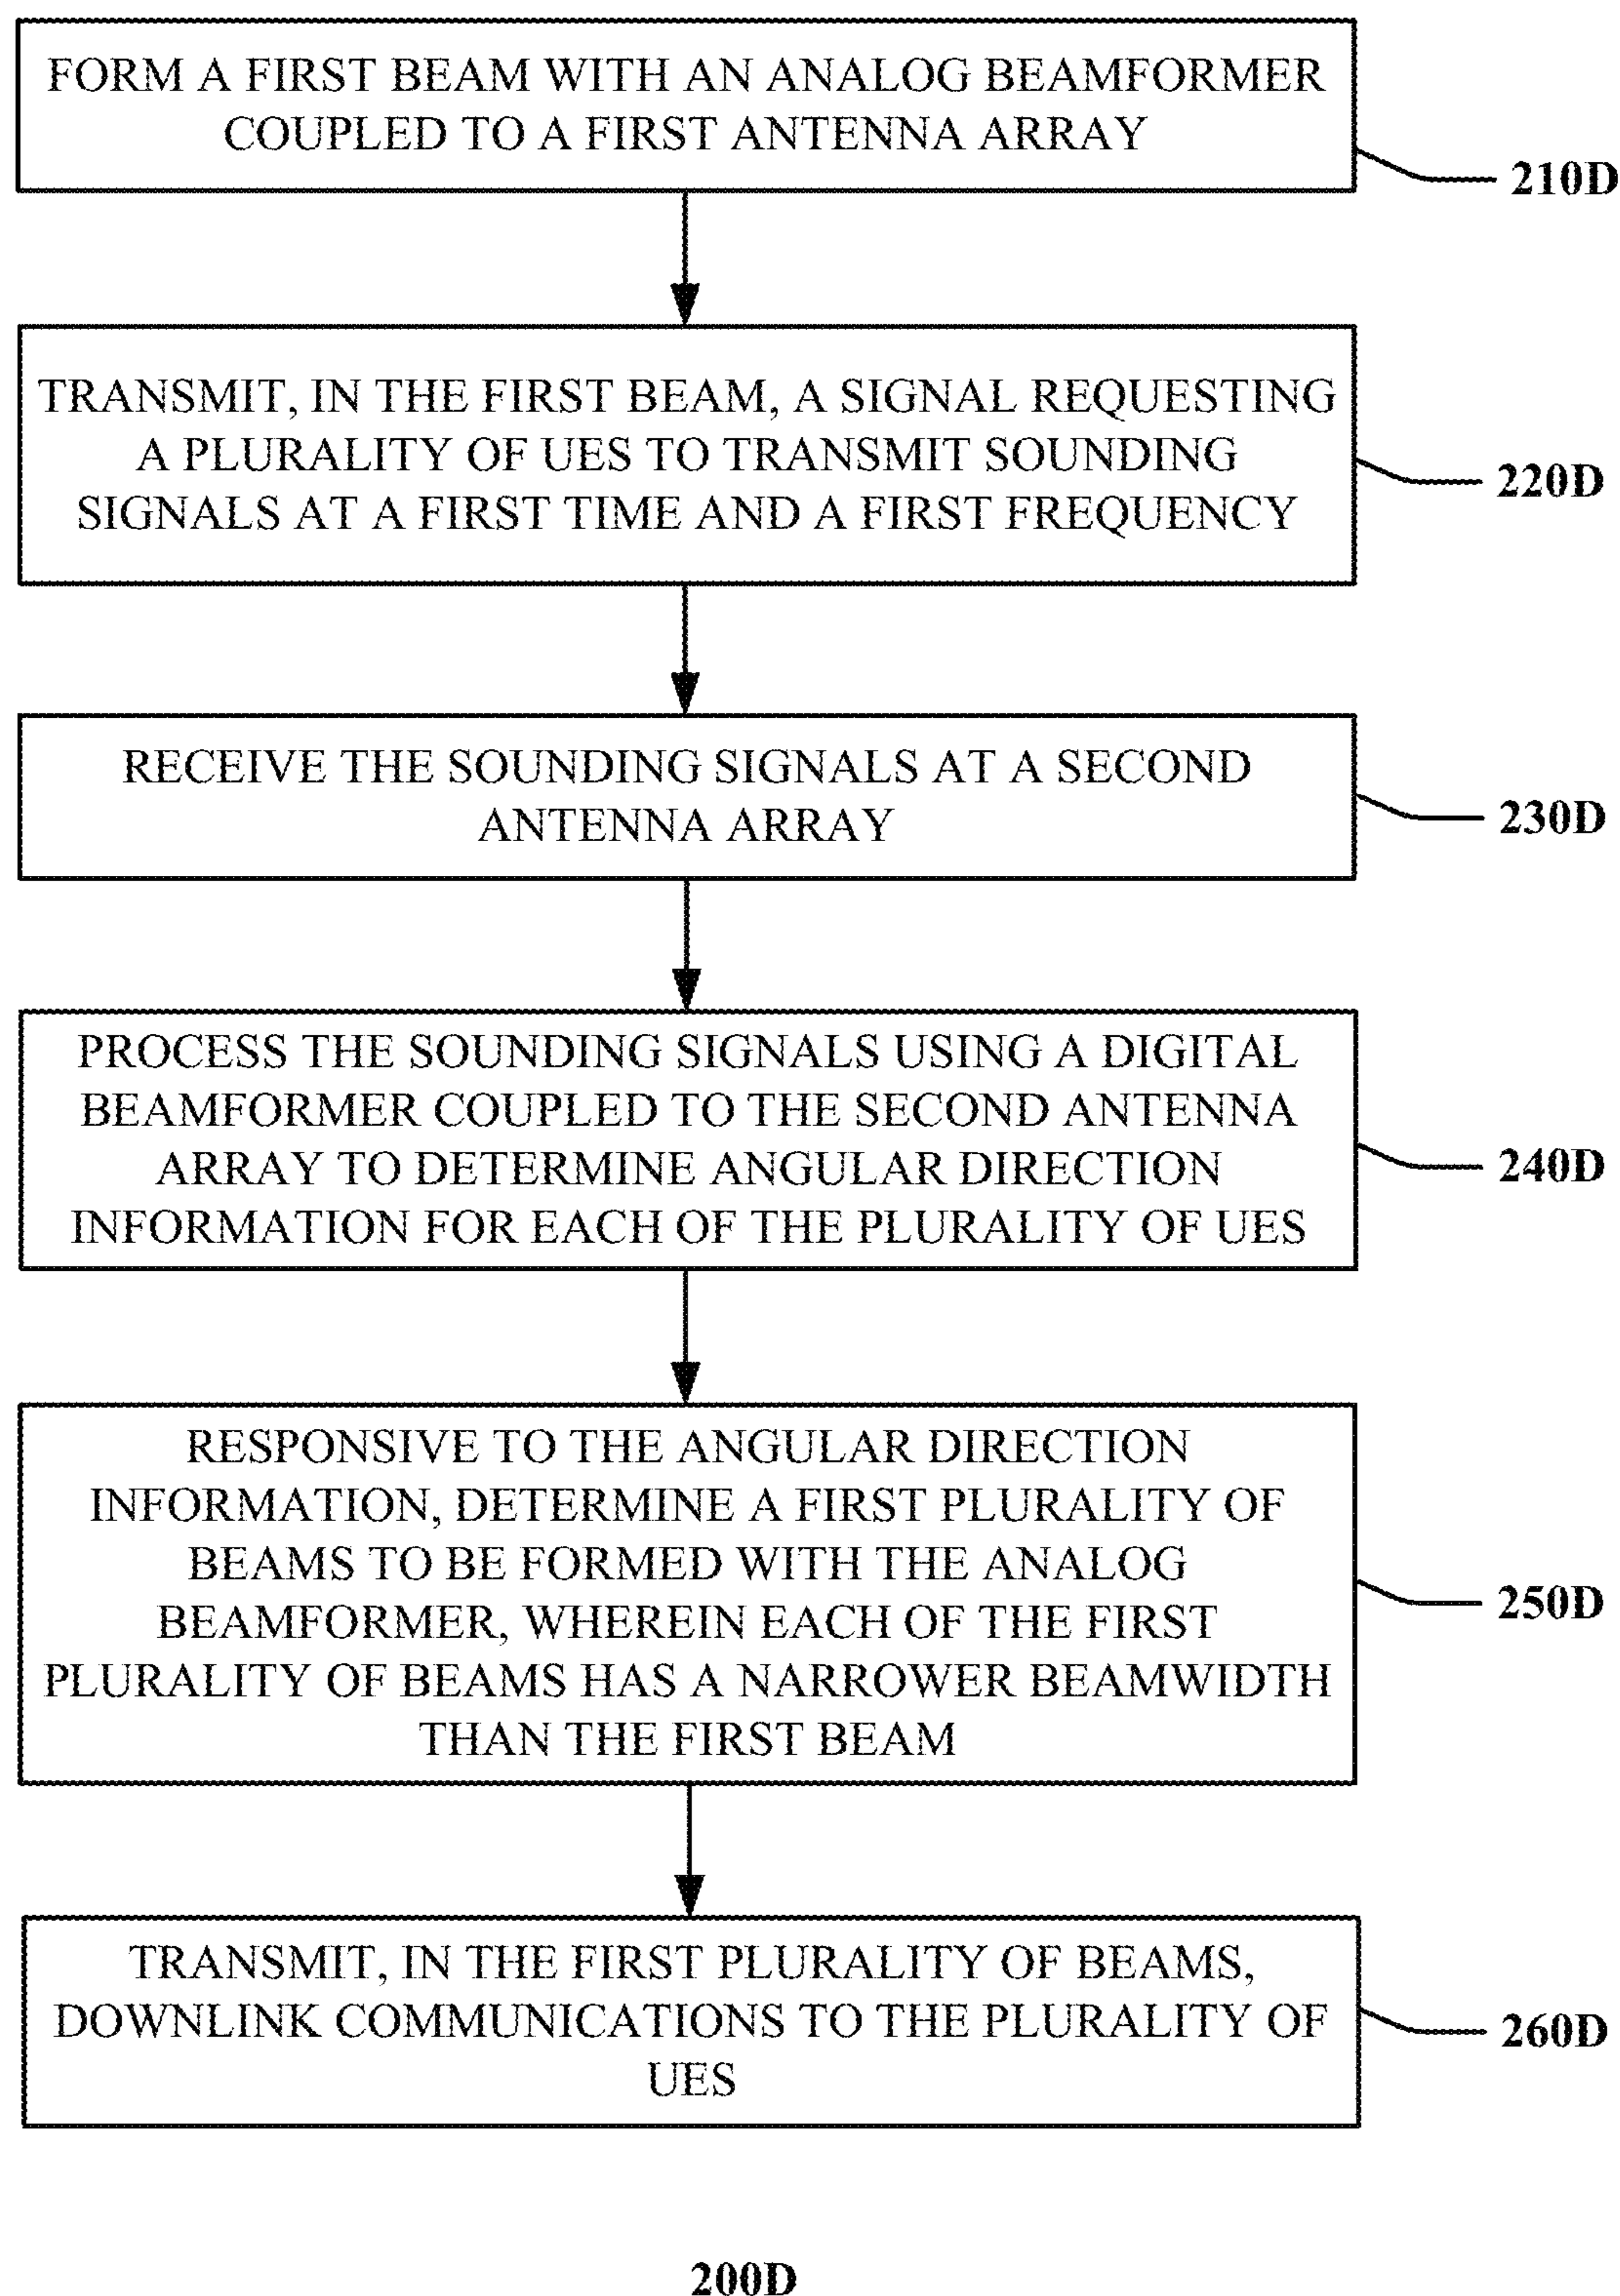 FORM A FIRST BEAM WITH AN ANALOG BEAMFORMER
COUPLED TO A FIRST ANTENNA ARRAY
210D
TRANSMIT, IN THE FIRST BEAM, A SIGNAL REQUESTING
A PLURALITY OF UES TO TRANSMIT SOUNDING
SIGNALS AT A FIRST TIME AND A FIRST FREQUENCY
220D
RECEIVE THE SOUNDING SIGNALS AT A SECOND
ANTENNA ARRAY
230D
PROCESS THE SOUNDING SIGNALS USING A DIGITAL
BEAMFORMER COUPLED TO THE SECOND ANTENNA
ARRAY TO DETERMINE ANGULAR DIRECTION
INFORMATION FOR EACH OF THE PLURALITY OF UES
240D
RESPONSIVE TO THE ANGULAR DIRECTION
INFORMATION, DETERMINE A FIRST PLURALITY OF
BEAMS TO BE FORMED WITH THE ANALOG
BEAMFORMER, WHEREIN EACH OF THE FIRST
PLURALITY OF BEAMS HAS A NARROWER BEAMWIDTH
THAN THE FIRST BEAM
250D
TRANSMIT, IN THE FIRST PLURALITY OF BEAMS,
DOWNLINK COMMUNICATIONS TO THE PLURALITY OF
UES
260D
200D